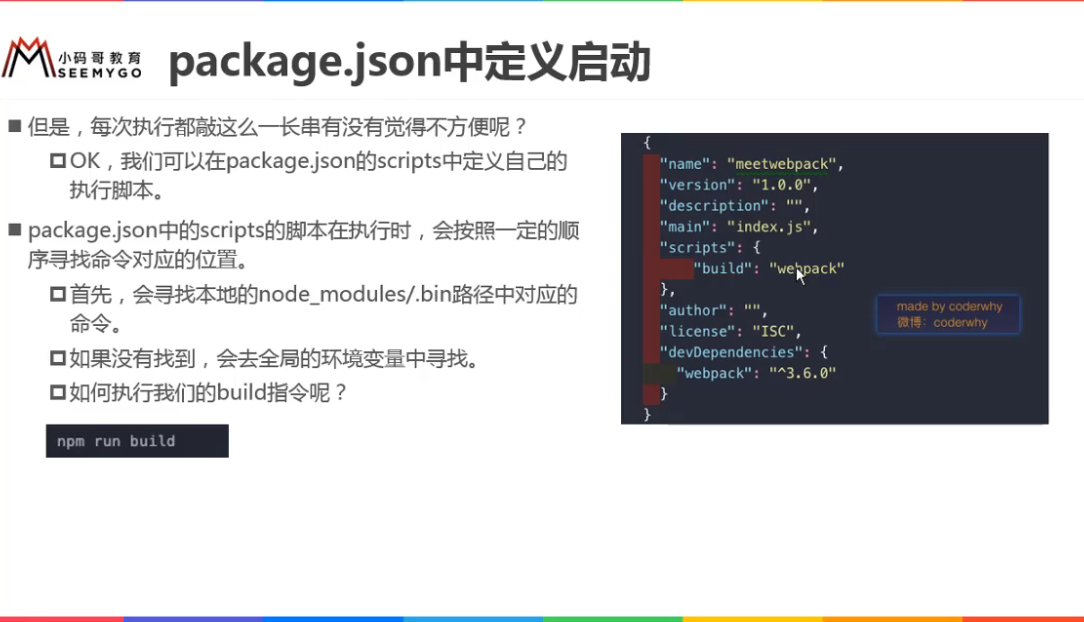 小码哥教育
SEEMYGO
package.json中定义启动
但是，每次执行都敲这么一长串有没有觉得不方便呢？
OK，我们可以在package.json的scripts中定义自己的
执行脚本。
package.json中的scripts的脚本在执行时，会按照一定的顺
序寻找命令对应的位置。
首先，会寻找本地的node_modules/.bin路径中对应的
命令。
如果没有找到，会去全局的环境变量中寻找。
如何执行我们的build指令呢？
npm run build
{
"name": "meetwebpack",
"version": "1.0.0",
"description": "",
"main": "index.js",
"scripts": {
"build": "webpack"
},
"author": "",
"license": "ISC",
"devDependencies": {
"webpack": "^3.6.0"
}
}
made by coderwhy
微博：coderwhy